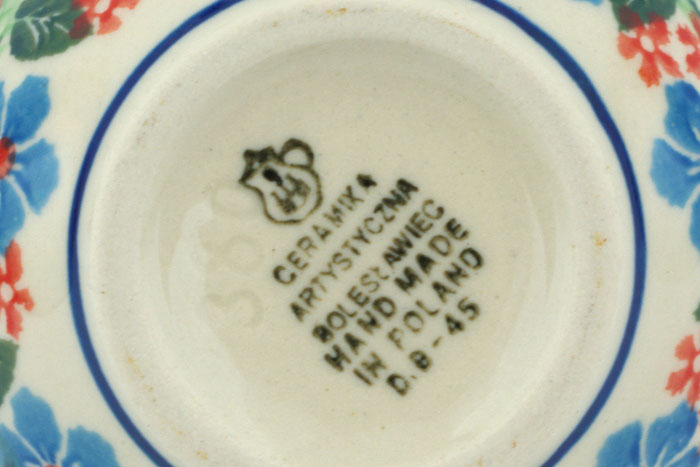 CERAMIKA
ARTYSTYCZNA
BOLESŁAWIEC
HAND MADE
IN POLAND
D.8-45